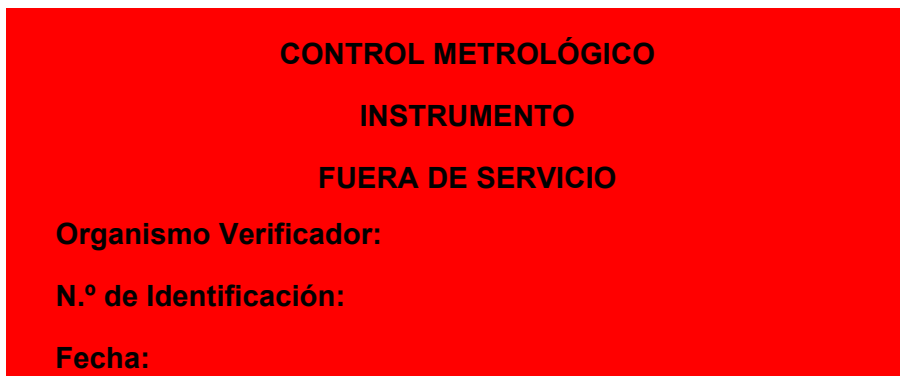 CONTROL METROLÓGICO
INSTRUMENTO
FUERA DE SERVICIO
Organismo Verificador:
N.º de Identificación:
Fecha: